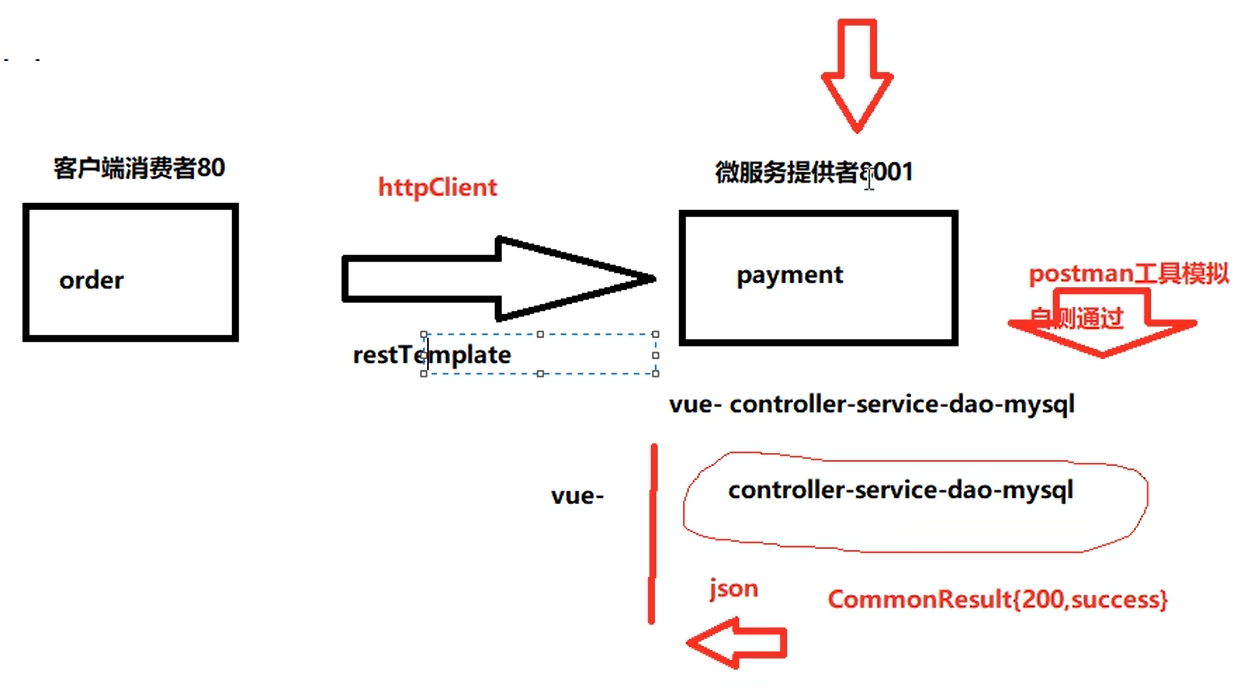 客户端消费者80
httpClient
微服务提供者8001
order
payment
postman工具模拟
自测通过
restTemplate
vue- controller-service-dao-mysql
vue-
controller-service-dao-mysql
json
CommonResult{200,success}